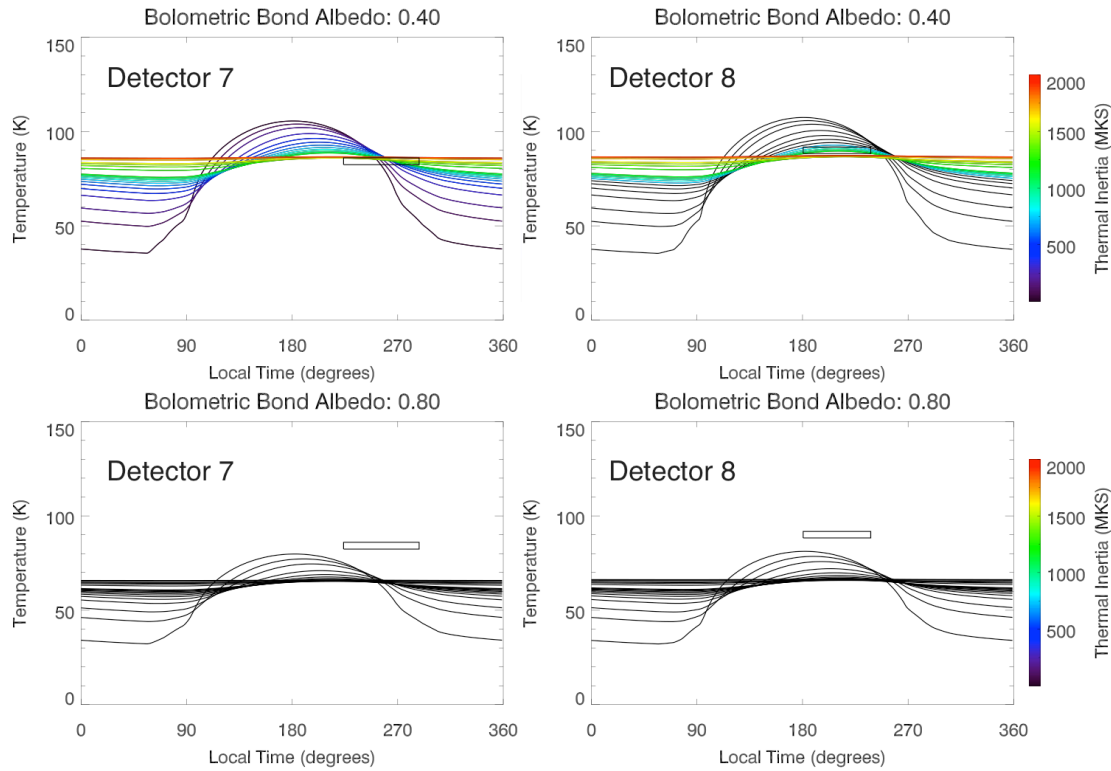 Bolometric Bond Albedo: 0.40
150
100
50
0
Temperature (K)
Detector 7
0 90 180 270 360
Local Time (degrees)
Bolometric Bond Albedo: 0.40
150
100
50
0
Temperature (K)
Detector 8
0 90 180 270 360
Local Time (degrees)
2000
1500
1000
500
Thermal Inertia (MKS)
Bolometric Bond Albedo: 0.80
150
100
50
0
Temperature (K)
Detector 7
0 90 180 270 360
Local Time (degrees)
Bolometric Bond Albedo: 0.80
150
100
50
0
Temperature (K)
Detector 8
0 90 180 270 360
Local Time (degrees)
2000
1500
1000
500
Thermal Inertia (MKS)